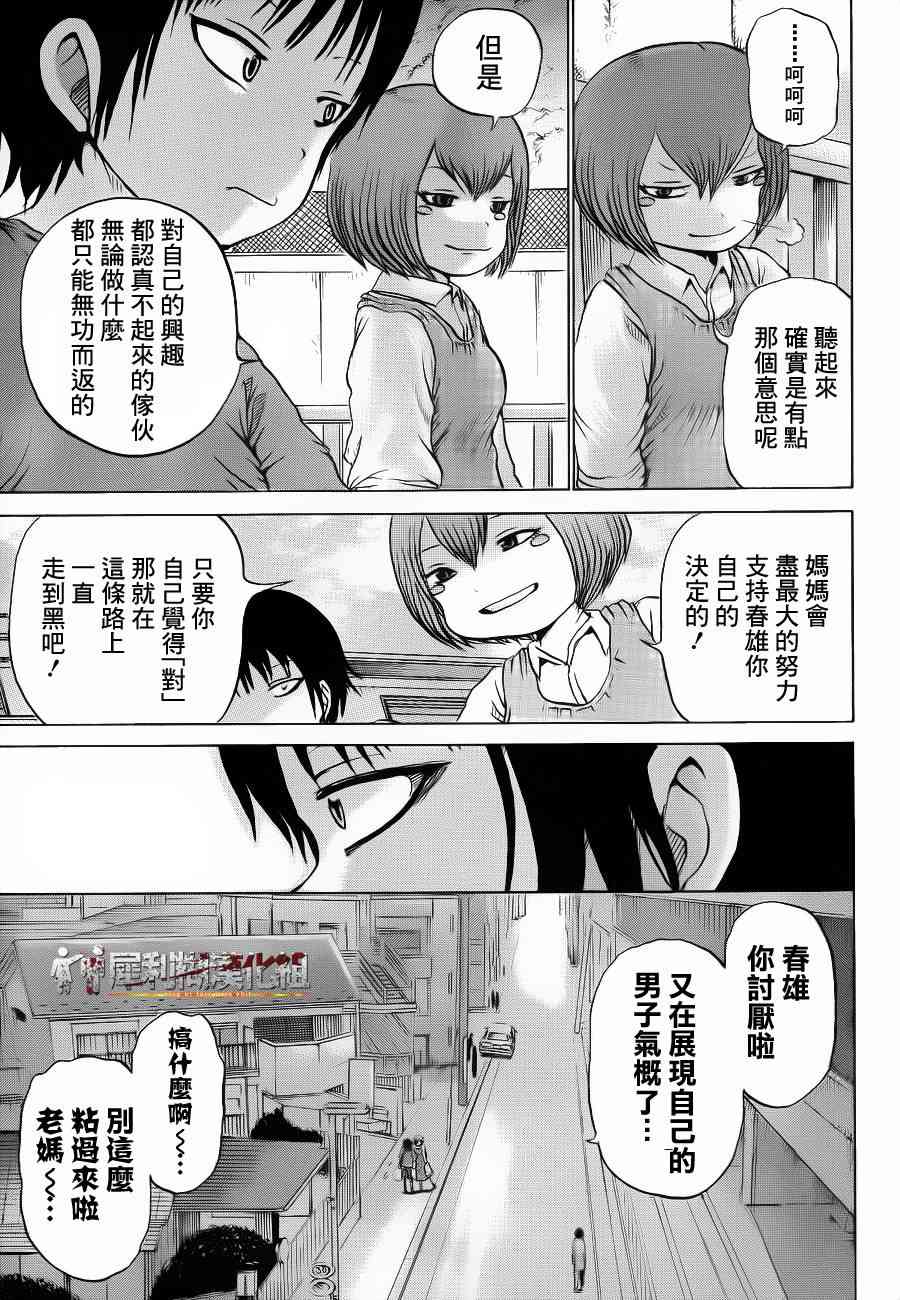 ……呵呵呵
聽起來
確實是有點
那個意思呢
但是
對自己的興趣
都認真不起來的傢伙
無論做什麼
都只能無功而返的
媽媽會
盡最大的努力
支持春雄你
自己的
決定的！
只要你
自己覺得「對」
那就在
這條路上
一直
走到黑吧！
春雄
你討厭啦
又在展現自己的
男子氣概了…
搞什麼啊～…
別這麼
粘過來啦
老媽～…